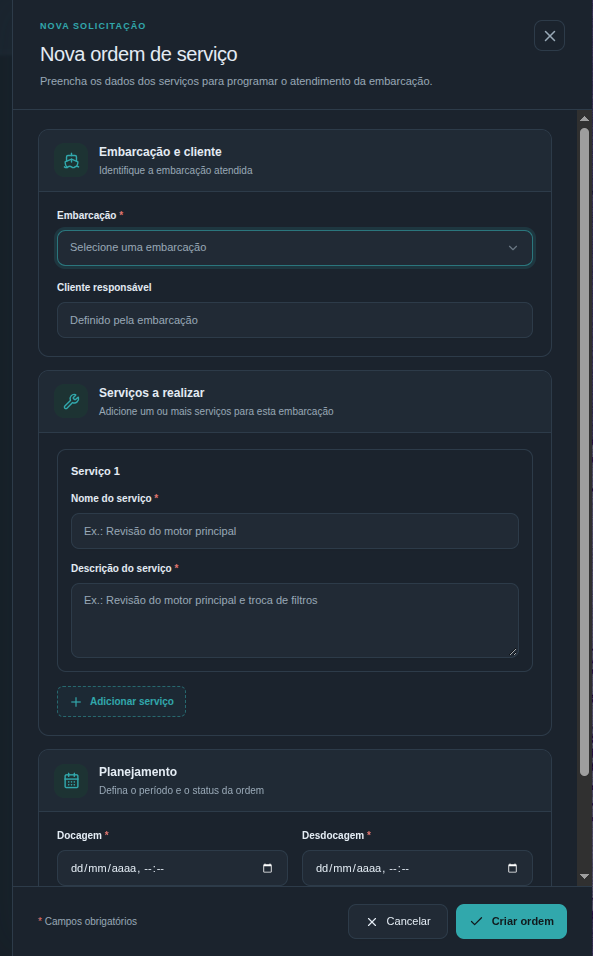 NOVA SOLICITAÇÃO
Nova ordem de serviço
Preencha os dados dos serviços para programar o atendimento da embarcação.
Embarcação e cliente
Identifique a embarcação atendida
Embarcação *
Selecione uma embarcação
Cliente responsável
Definido pela embarcação
Serviços a realizar
Adicione um ou mais serviços para esta embarcação
Serviço 1
Nome do serviço *
Ex.: Revisão do motor principal
Descrição do serviço *
Ex.: Revisão do motor principal e troca de filtros
Adicionar serviço
Planejamento
Defina o período e o status da ordem
Docagem * Desdocagem *
dd/mm/aaaa, --:-- dd/mm/aaaa, --:--
* Campos obrigatórios Cancelar Criar ordem